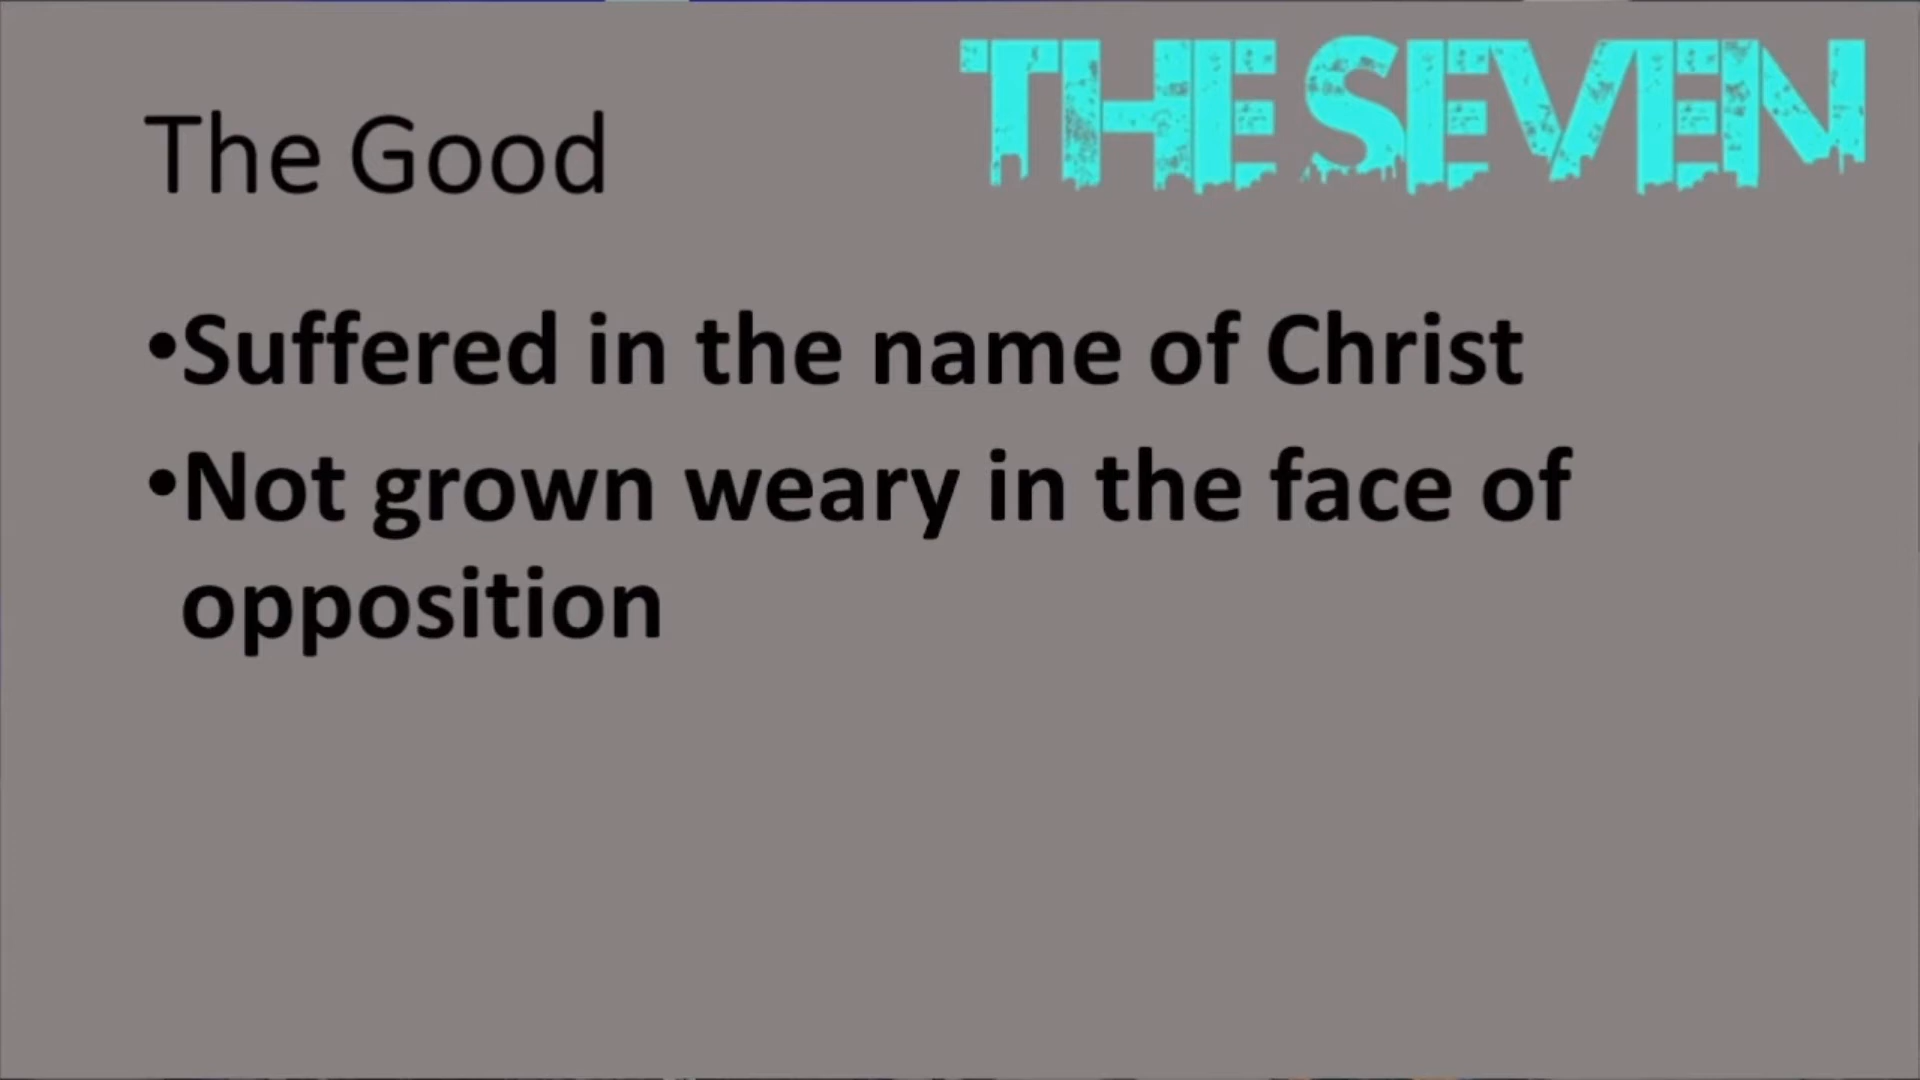 THE SEVEN
The Good
•Suffered in the name of Christ
•Not grown weary in the face of
opposition